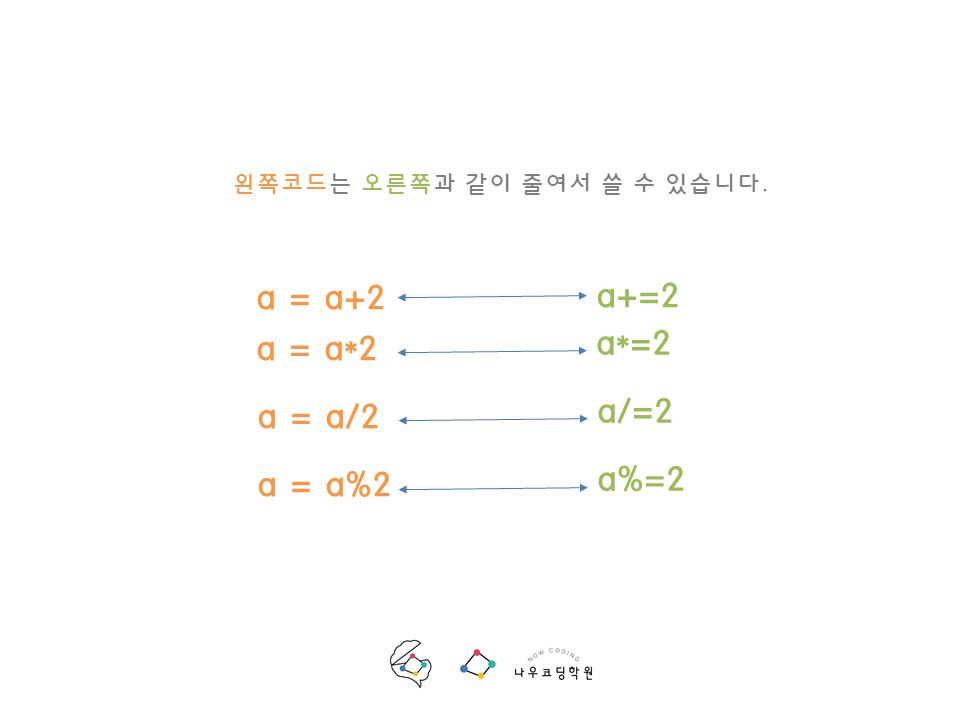 왼쪽코드는 오른쪽과 같이 줄여서 쓸 수 있습니다.
a = a+2 a+=2
a = a*2 a*=2
a = a/2 a/=2
a = a%2 a%=2
NOW CODING
나우코딩학원